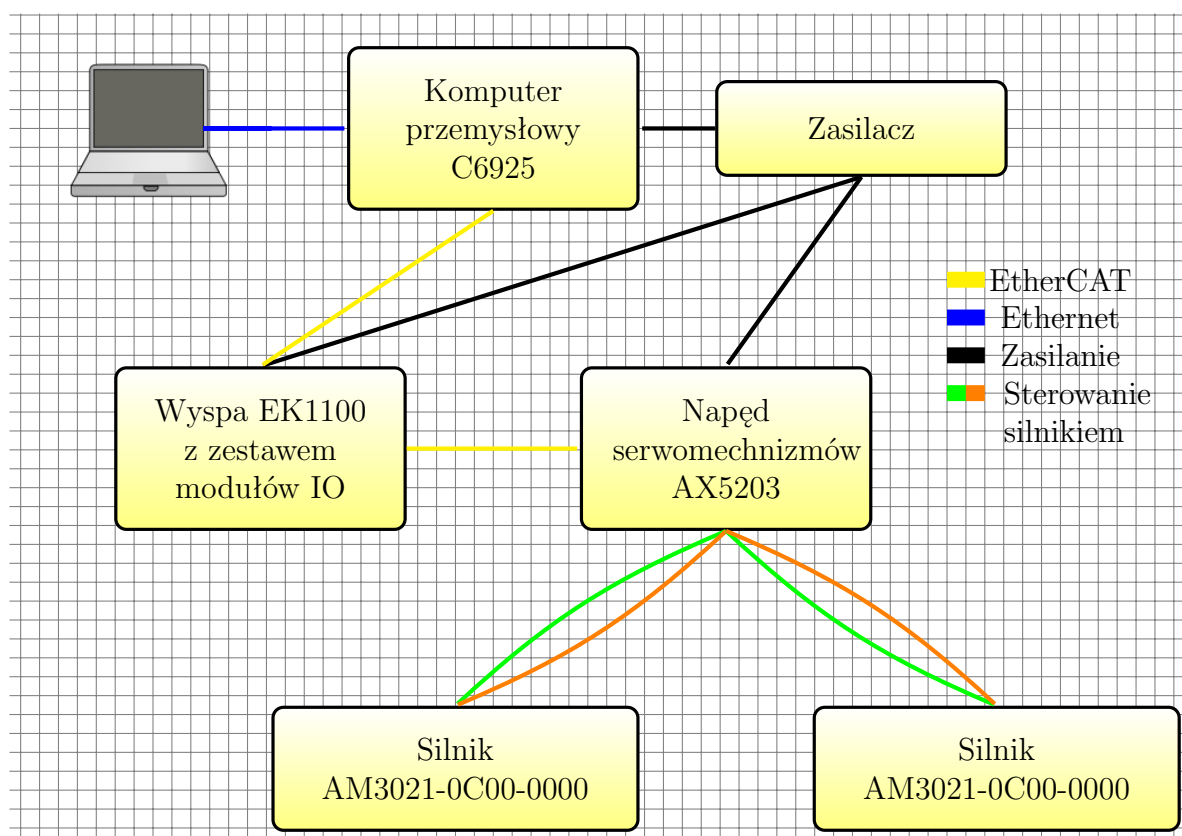 Komputer
przemysłowy
C6925
Zasilacz
EtherCAT
Ethernet
Zasilanie
Sterowanie
silnikiem
Wyspa EK1100
z zestawem
modułów IO
Napęd
serwomechnizmów
AX5203
Silnik
AM3021-0C00-0000
Silnik
AM3021-0C00-0000